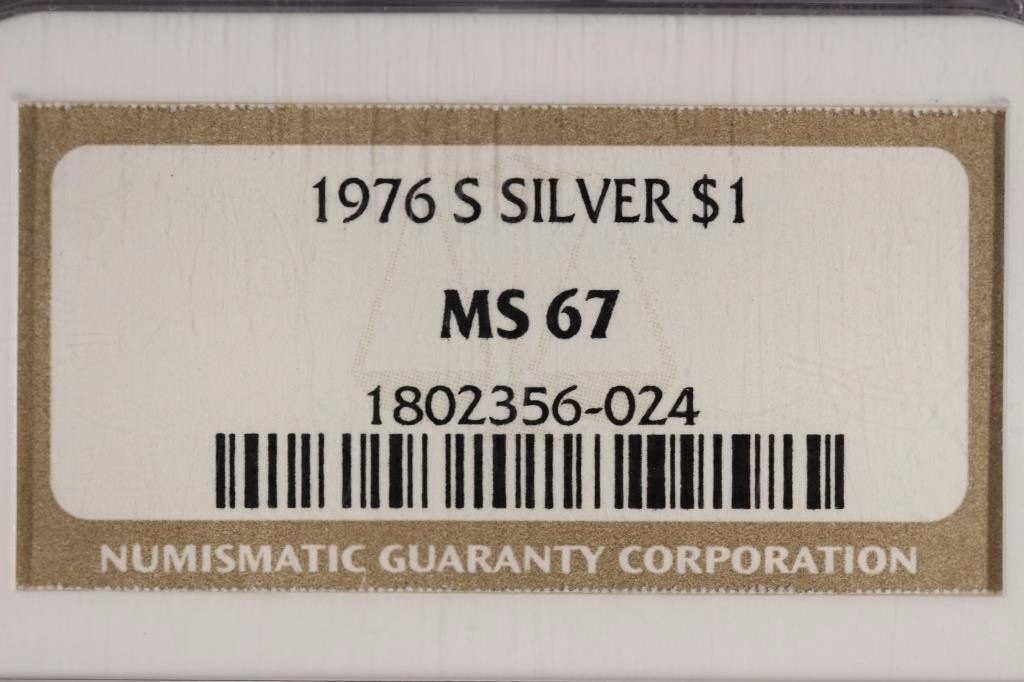 1976 S SILVER $1
MS 67
1802356-024
NUMISMATIC GUARANTY CORPORATION